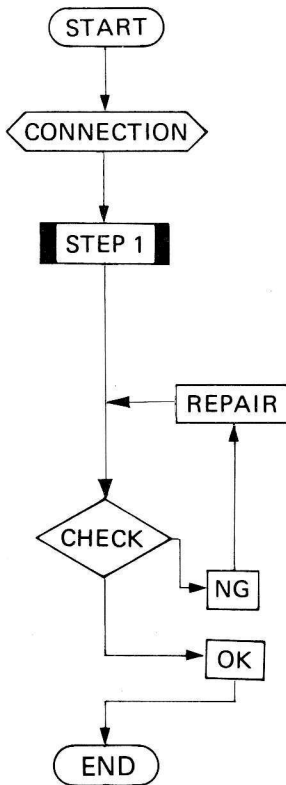 START
CONNECTION
STEP 1
REPAIR
CHECK
NG
OK
END